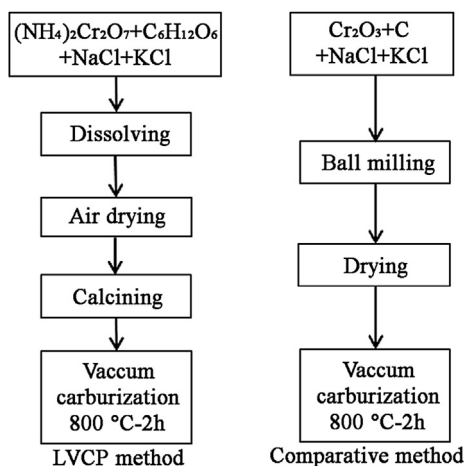 (NH₄)₂Cr₂O₇+C₆H₁₂O₆
+NaCl+KCl
Dissolving
Air drying
Calcining
Vaccum
carburization
800 °C-2h
LVCP method
Cr₂O₃+C
+NaCl+KCl
Ball milling
Drying
Vaccum
carburization
800 °C-2h
Comparative method